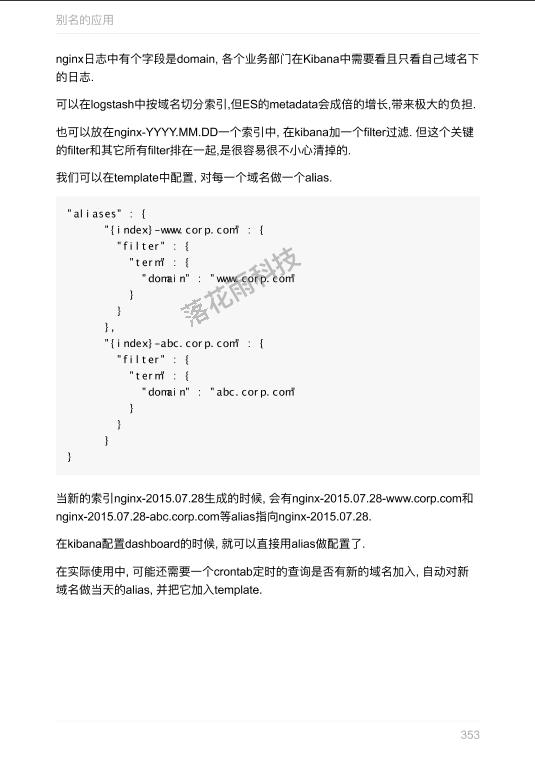 别名的应用
nginx日志中有个字段是domain, 各个业务部门在Kibana中需要看且只看自己域名下
的日志.
可以在logstash中按域名切分索引,但ES的metadata会成倍的增长,带来极大的负担.
也可以放在nginx-YYYY.MM.DD一个索引中, 在kibana加一个filter过滤. 但这个关键
的filter和其它所有filter排在一起,是很容易很不小心清掉的.
我们可以在template中配置, 对每一个域名做一个alias.
"aliases" : {
"{index}-www.corp.com" : {
"filter" : {
"term" : {
"domain" : "www.corp.com"
}
}
},
"{index}-abc.corp.com" : {
"filter" : {
"term" : {
"domain" : "abc.corp.com"
}
}
}
}
落花雨科技
当新的索引nginx-2015.07.28生成的时候, 会有nginx-2015.07.28-www.corp.com和
nginx-2015.07.28-abc.corp.com等alias指向nginx-2015.07.28.
在kibana配置dashboard的时候, 就可以直接用alias做配置了.
在实际使用中, 可能还需要一个crontab定时的查询是否有新的域名加入, 自动对新
域名做当天的alias, 并把它加入template.
353